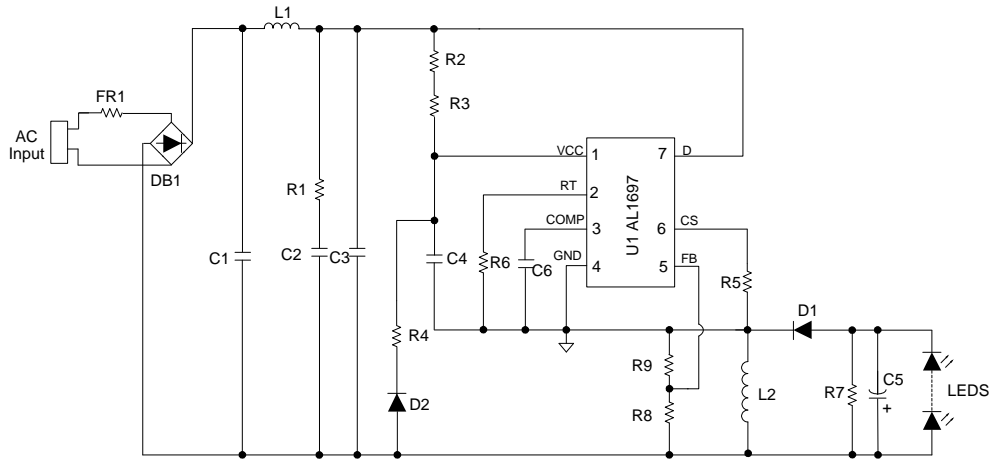 L1
R2
R3
FR1
AC
Input
DB1
VCC
1
7
D
RT
2
COMP
3
6
CS
GND
4
5
FB
U1 AL1697
R1
C1
C2
C3
C4
R6
C6
R5
R4
D1
R9
R8
L2
R7
C5
+
LEDS
D2